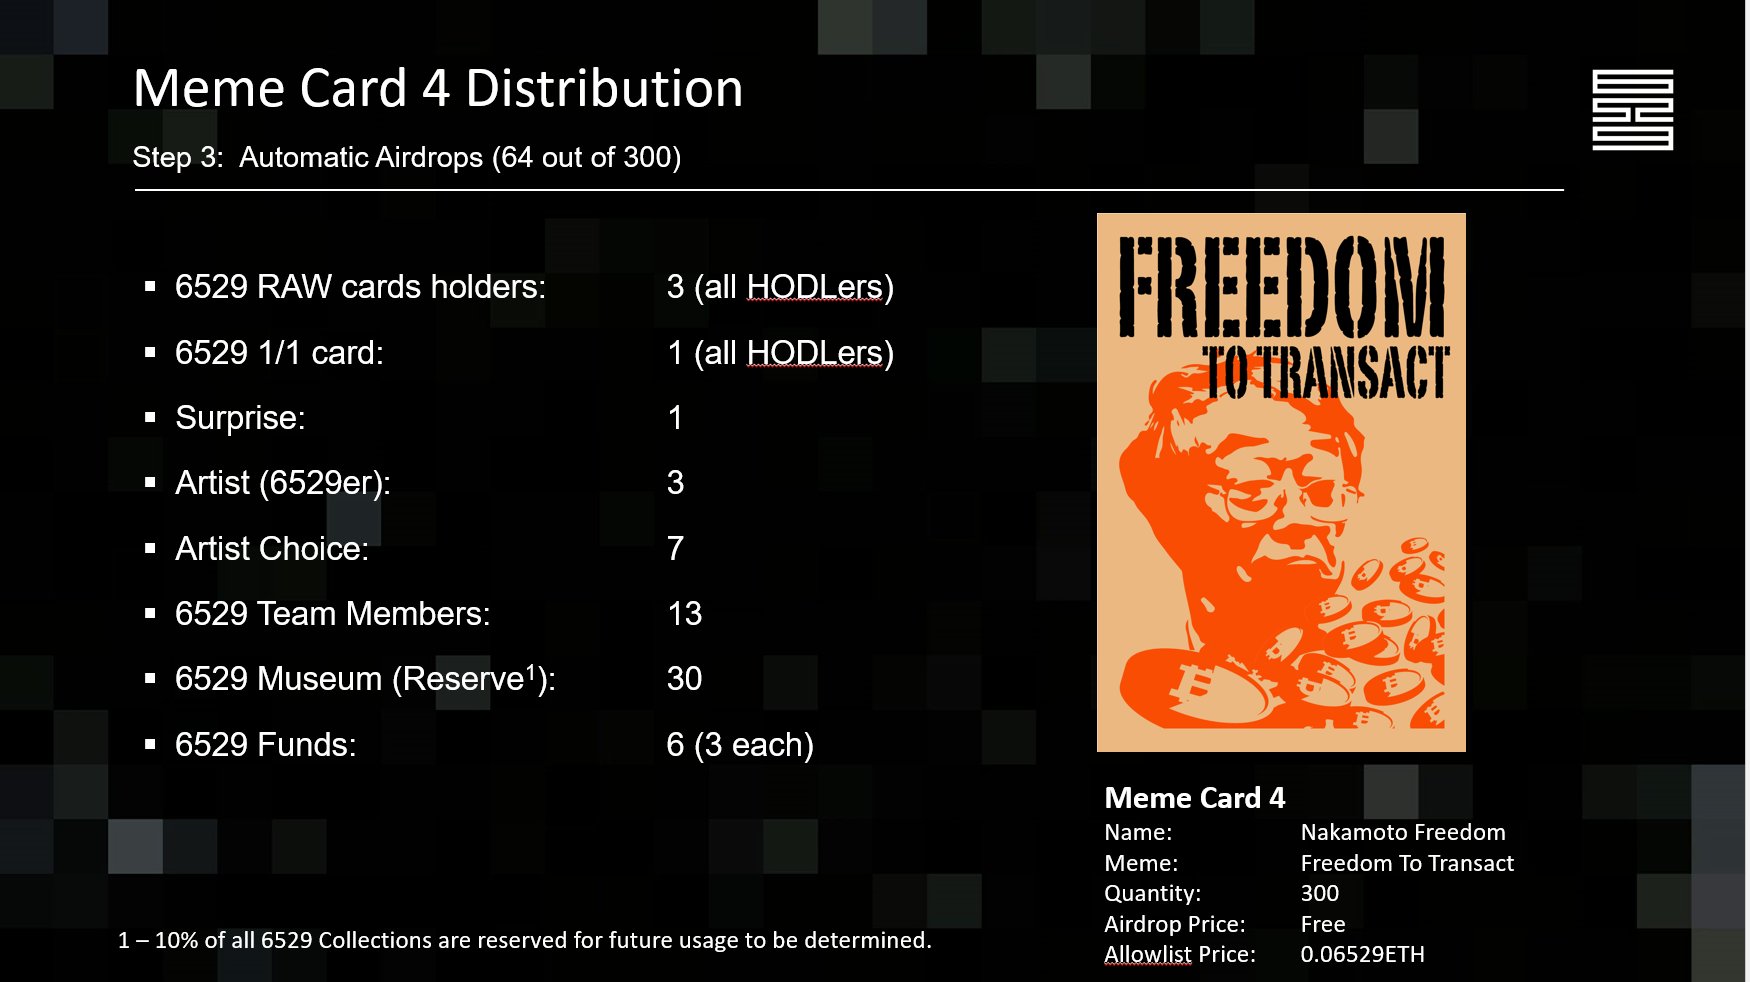 Meme Card 4 Distribution
Step 3: Automatic Airdrops (64 out of 300)
▪ 6529 RAW cards holders: 3 (all HODLers)
▪ 6529 1/1 card: 1 (all HODLers)
▪ Surprise: 1
▪ Artist (6529er): 3
▪ Artist Choice: 7
▪ 6529 Team Members: 13
▪ 6529 Museum (Reserve¹): 30
▪ 6529 Funds: 6 (3 each)
1 – 10% of all 6529 Collections are reserved for future usage to be determined.
FREEDOM
TO TRANSACT
Meme Card 4
Name: Nakamoto Freedom
Meme: Freedom To Transact
Quantity: 300
Airdrop Price: Free
Allowlist Price: 0.06529ETH